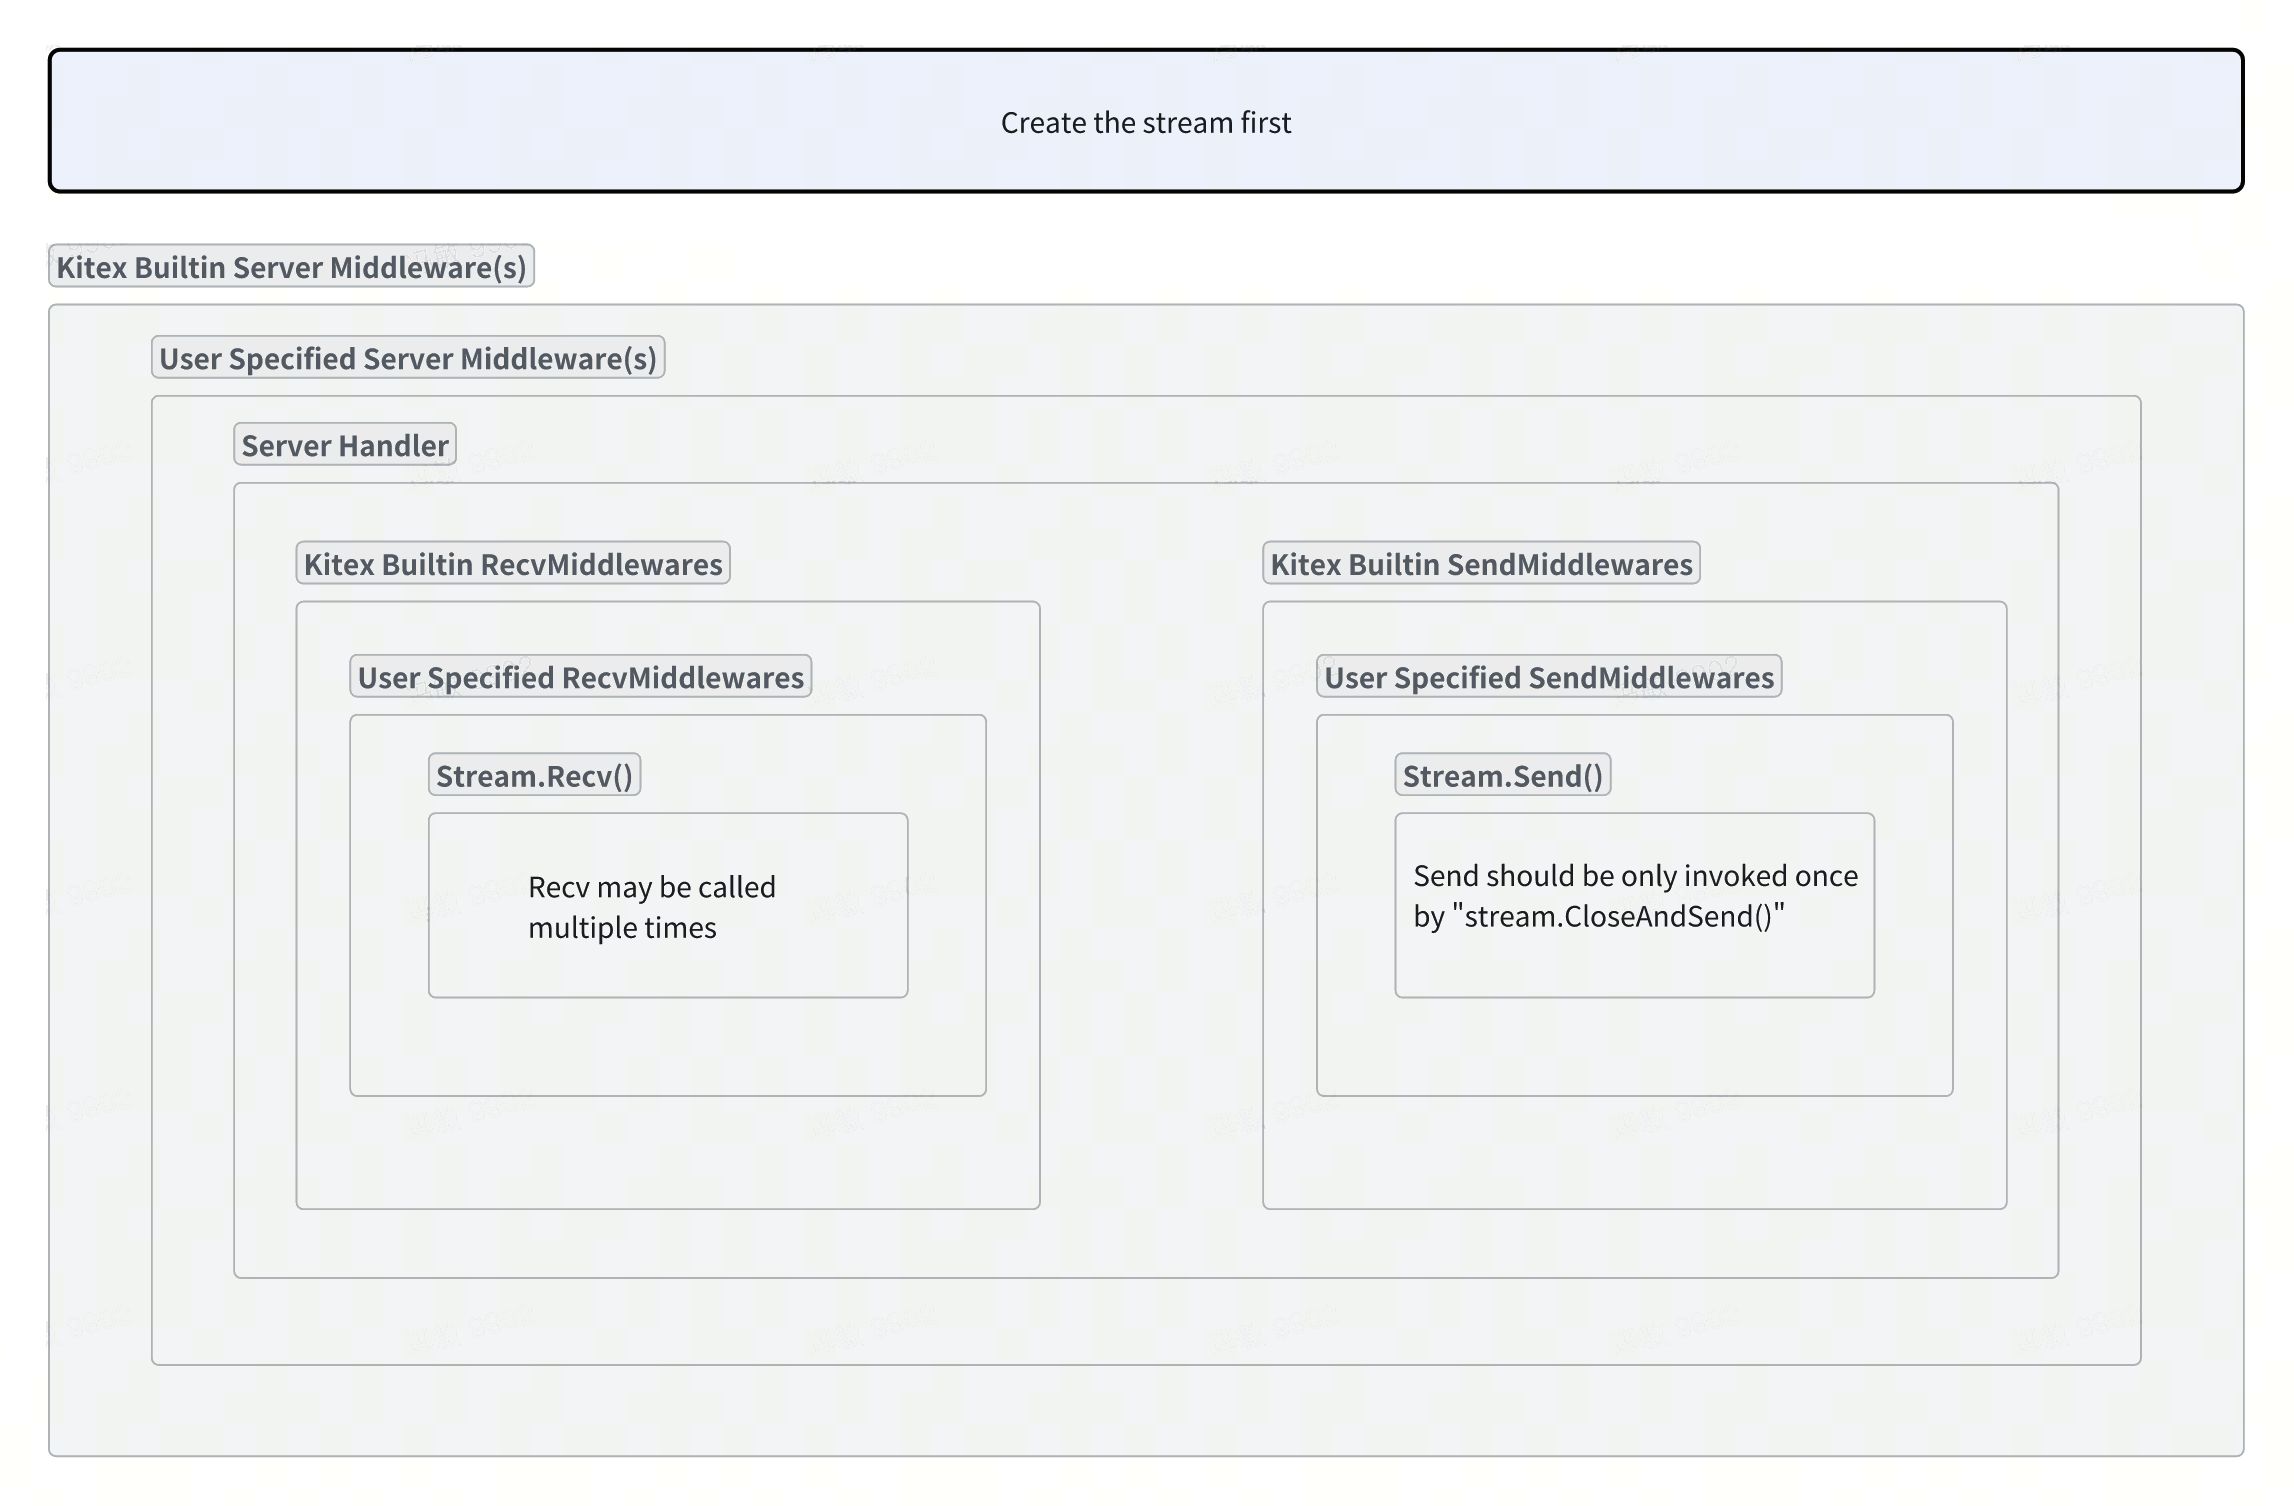 Create the stream first
Kitex Builtin Server Middleware(s)
User Specified Server Middleware(s)
Server Handler
Kitex Builtin RecvMiddlewares
Kitex Builtin SendMiddlewares
User Specified RecvMiddlewares
User Specified SendMiddlewares
Stream.Recv()
Stream.Send()
Recv may be called
multiple times
Send should be only invoked once
by "stream.CloseAndSend()"